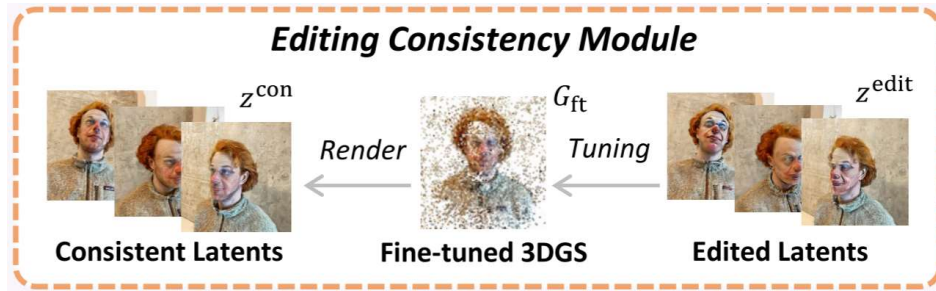 Editing Consistency Module
z^con
G_ft
z^edit
Render
Tuning
Consistent Latents
Fine-tuned 3DGS
Edited Latents